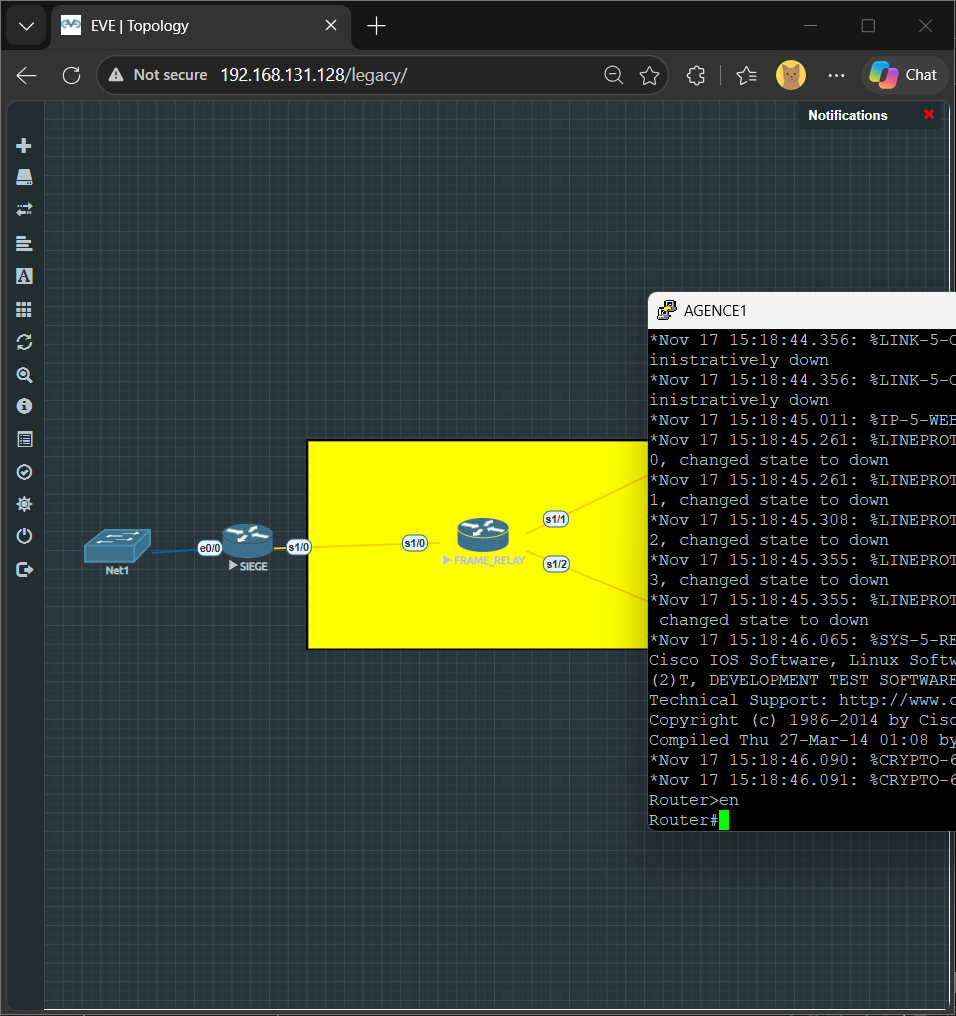 EVE | Topology
Not secure 192.168.131.128/legacy/
Chat
Notifications
A
AGENCE1
*Nov 17 15:18:44.356: %LINK-5-C
inistratively down
*Nov 17 15:18:44.356: %LINK-5-C
inistratively down
*Nov 17 15:18:45.011: %IP-5-WEB
*Nov 17 15:18:45.261: %LINEPROT
0, changed state to down
*Nov 17 15:18:45.261: %LINEPROT
1, changed state to down
*Nov 17 15:18:45.308: %LINEPROT
2, changed state to down
*Nov 17 15:18:45.355: %LINEPROT
3, changed state to down
*Nov 17 15:18:45.355: %LINEPROT
 changed state to down
*Nov 17 15:18:46.065: %SYS-5-RE
Cisco IOS Software, Linux Softw
(2)T, DEVELOPMENT TEST SOFTWARE
Technical Support: http://www.c
Copyright (c) 1986-2014 by Cisc
Compiled Thu 27-Mar-14 01:08 by
*Nov 17 15:18:46.090: %CRYPTO-6
*Nov 17 15:18:46.091: %CRYPTO-6
Router>en
Router#
Net1
e0/0
SIEGE
s1/0
s1/0
FRAME_RELAY
s1/1
s1/2